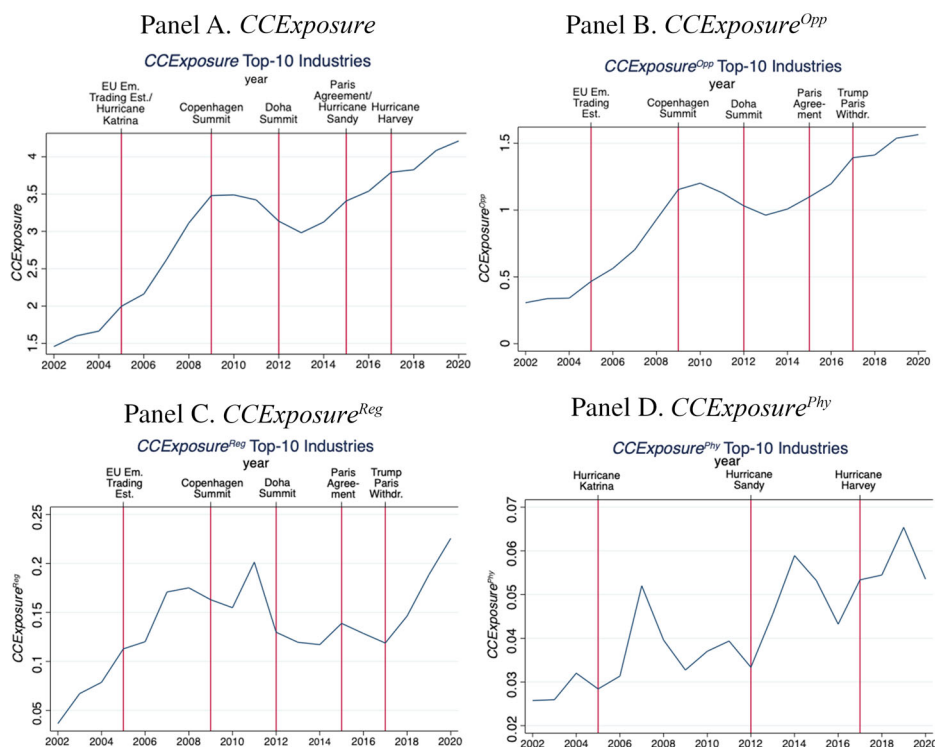 Panel A. CCExposure
CCExposure Top-10 Industries
year
EU Em.
Trading Est./
Hurricane
Katrina
Copenhagen
Summit
Doha
Summit
Paris
Agreement/
Hurricane
Sandy
Hurricane
Harvey
CCExposure
4
3.5
3
2.5
2
1.5
2002 2004 2006 2008 2010 2012 2014 2016 2018 2020
Panel B. CCExposureOpp
CCExposureOpp Top-10 Industries
year
EU Em.
Trading
Est.
Copenhagen
Summit
Doha
Summit
Paris
Agree-
ment
Trump
Paris
Withdr.
CCExposureOpp
1.5
1
0.5
0
2002 2004 2006 2008 2010 2012 2014 2016 2018 2020
Panel C. CCExposureReg
CCExposureReg Top-10 Industries
year
EU Em.
Trading
Est.
Copenhagen
Summit
Doha
Summit
Paris
Agree-
ment
Trump
Paris
Withdr.
CCExposureReg
0.25
0.2
0.15
0.1
0.05
2002 2004 2006 2008 2010 2012 2014 2016 2018 2020
Panel D. CCExposurePhy
CCExposurePhy Top-10 Industries
year
Hurricane
Katrina
Hurricane
Sandy
Hurricane
Harvey
CCExposurePhy
0.07
0.06
0.05
0.04
0.03
0.02
2002 2004 2006 2008 2010 2012 2014 2016 2018 2020